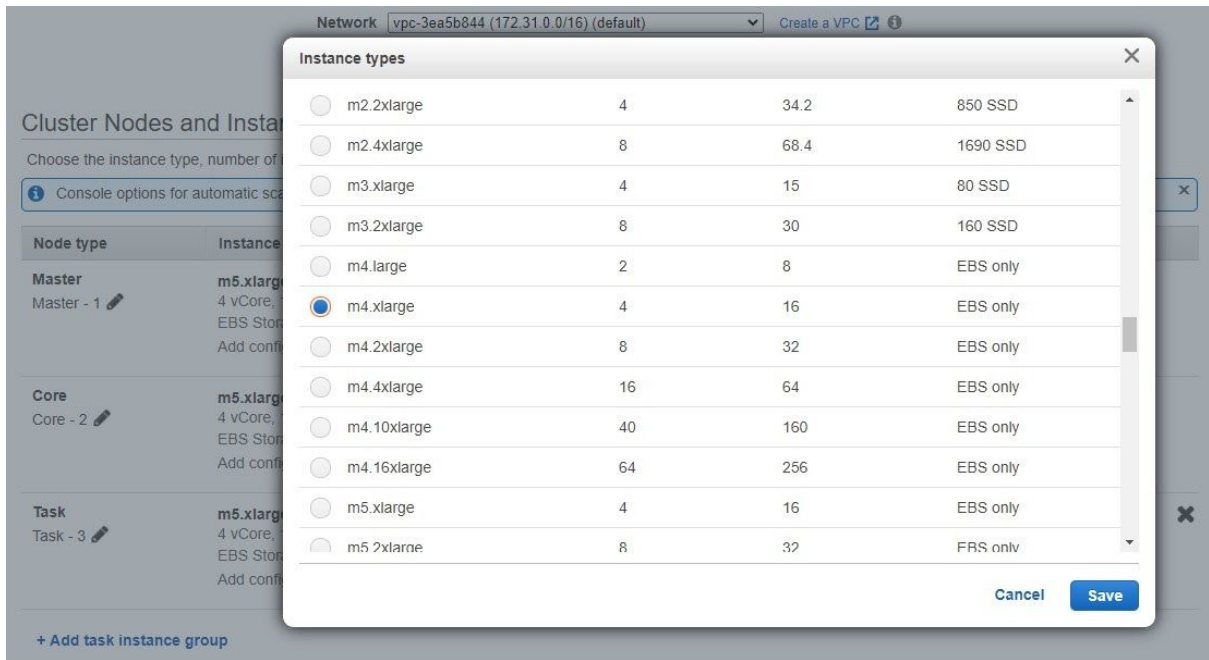 Network vpc-3ea5b844 (172.31.0.0/16) (default) Create a VPC
Instance types
Cluster Nodes and Instan
Choose the instance type, number of
Console options for automatic sca
Node type Instance
Master m5.xlarge
Master - 1 4 vCore,
EBS Stor
Add confi
Core m5.xlarge
Core - 2 4 vCore,
EBS Stor
Add confi
Task m5.xlarge
Task - 3 4 vCore,
EBS Stor
Add confi
+ Add task instance group
m2.2xlarge 4 34.2 850 SSD
m2.4xlarge 8 68.4 1690 SSD
m3.xlarge 4 15 80 SSD
m3.2xlarge 8 30 160 SSD
m4.large 2 8 EBS only
m4.xlarge 4 16 EBS only
m4.2xlarge 8 32 EBS only
m4.4xlarge 16 64 EBS only
m4.10xlarge 40 160 EBS only
m4.16xlarge 64 256 EBS only
m5.xlarge 4 16 EBS only
m5.2xlarge 8 32 EBS only
Cancel Save